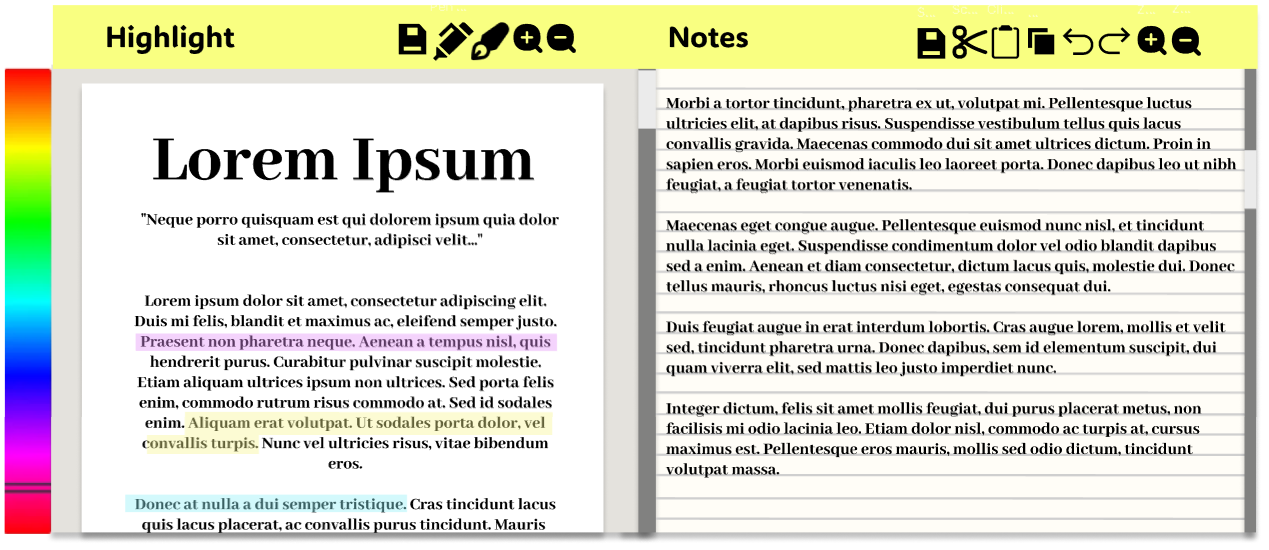 Highlight
Notes
Lorem Ipsum
"Neque porro quisquam est qui dolorem ipsum quia dolor
sit amet, consectetur, adipisci velit..."
Lorem ipsum dolor sit amet, consectetur adipiscing elit.
Duis mi felis, blandit et maximus ac, eleifend semper justo.
Praesent non pharetra neque. Aenean a tempus nisl, quis
hendrerit purus. Curabitur pulvinar suscipit molestie.
Etiam aliquam ultrices ipsum non ultrices. Sed porta felis
enim, commodo rutrum risus commodo at. Sed id sodales
enim. Aliquam erat volutpat. Ut sodales porta dolor, vel
convallis turpis. Nunc vel ultricies risus, vitae bibendum
eros.
Donec at nulla a dui semper tristique. Cras tincidunt lacus
quis lacus placerat, ac convallis purus tincidunt. Mauris
Morbi a tortor tincidunt, pharetra ex ut, volutpat mi. Pellentesque luctus
ultricies elit, at dapibus risus. Suspendisse vestibulum tellus quis lacus
convallis gravida. Maecenas commodo dui sit amet ultrices dictum. Proin in
sapien eros. Morbi euismod iaculis leo laoreet porta. Donec dapibus leo ut nibh
feugiat, a feugiat tortor venenatis.
Maecenas eget congue augue. Pellentesque euismod nunc nisl, et tincidunt
nulla lacinia eget. Suspendisse condimentum dolor vel odio blandit dapibus
sed a enim. Aenean et diam consectetur, dictum lacus quis, molestie dui. Donec
tellus mauris, rhoncus luctus nisi eget, egestas consequat dui.
Duis feugiat augue in erat interdum lobortis. Cras augue lorem, mollis et velit
sed, tincidunt pharetra urna. Donec dapibus, sem id elementum suscipit, dui
quam viverra elit, sed mattis leo justo imperdiet nunc.
Integer dictum, felis sit amet mollis feugiat, dui purus placerat metus, non
facilisis mi odio lacinia leo. Etiam dolor nisl, commodo ac turpis at, cursus
maximus est. Pellentesque eros mauris, mollis sed odio dictum, tincidunt
volutpat massa.